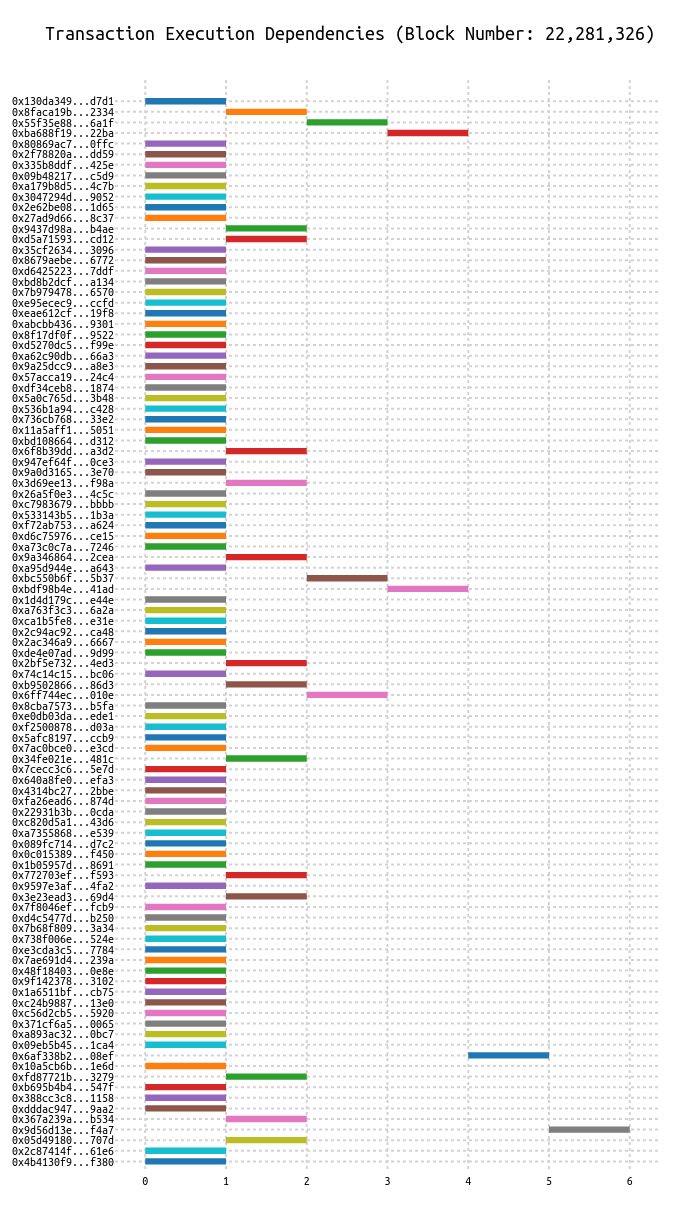 Transaction Execution Dependencies (Block Number: 22,281,326)
0x130da349...d7d1
0x8faca19b...2334
0x55f35e88...6a1f
0xba688f19...22ba
0x80869ac7...0ffc
0x2f78820a...dd59
0x335b8ddf...425e
0x09b48217...c5d9
0xa179b8d5...4c7b
0x3047294d...9052
0x2e62be08...1d65
0x27ad9d66...8c37
0x9437d98a...b4ae
0xd5a71593...cd12
0x35cf2634...3096
0x8679aebe...6772
0xd6425223...7ddf
0xbd8b2dcf...a134
0x7b979478...6570
0xe95ecec9...ccfd
0xeae612cf...19f8
0xabcbb436...9301
0x8f17df0f...9522
0xd5270dc5...f99e
0xa62c90db...66a3
0x9a25dcc9...a8e3
0x57acca19...24c4
0xdf34ceb8...1874
0x5a0c765d...3b48
0x536b1a94...c428
0x736cb768...33e2
0x11a5aff1...5051
0xbd108664...d312
0x6f8b39dd...a3d2
0x947ef64f...0ce3
0x9a0d3165...3e70
0x3d69ee13...f98a
0x26a5f0e3...4c5c
0xc7983679...bbbb
0x533143b5...1b3a
0xf72ab753...a624
0xd6c75976...ce15
0xa73c0c7a...7246
0x9a346864...2cea
0xa95d944e...a643
0xbc550b6f...5b37
0xbdf98b4e...41ad
0x1d4d179c...e44e
0xa763f3c3...6a2a
0xca1b5fe8...e31e
0x2c94ac92...ca48
0x2ac346a9...6667
0xde4e07ad...9d99
0x2bf5e732...4ed3
0x74c14c15...bc06
0xb9502866...86d3
0x6ff744ec...010e
0x8cba7573...b5fa
0xe0db03da...ede1
0xf2500878...d03a
0x5afc8197...ccb9
0x7ac0bce0...e3cd
0x34fe021e...481c
0x7cecc3c6...5e7d
0x640a8fe0...efa3
0x4314bc27...2bbe
0xfa26ead6...874d
0x22931b3b...0cda
0xc820d5a1...43d6
0xa7355868...e539
0x089fc714...d7c2
0x0c015389...f450
0x1b05957d...8691
0x772703ef...f593
0x9597e3af...4fa2
0x3e23ead3...69d4
0x7f8046ef...fcb9
0xd4c5477d...b250
0x7b68f809...3a34
0x738f006e...524e
0xe3cda3c5...7784
0x7ae691d4...239a
0x48f18403...0e8e
0x9f142378...3102
0x1a6511bf...cb75
0xc24b9887...13e0
0xc56d2cb5...5920
0x371cf6a5...0065
0xa893ac32...0bc7
0x09eb5b45...1ca4
0x6af338b2...08ef
0x10a5cb6b...1e6d
0xfd87721b...3279
0xb695b4b4...547f
0x388cc3c8...1158
0xdddac947...9aa2
0x367a239a...b534
0x9d56d13e...f4a7
0x05d49180...707d
0x2c87414f...61e6
0x4b4130f9...f380
0 1 2 3 4 5 6